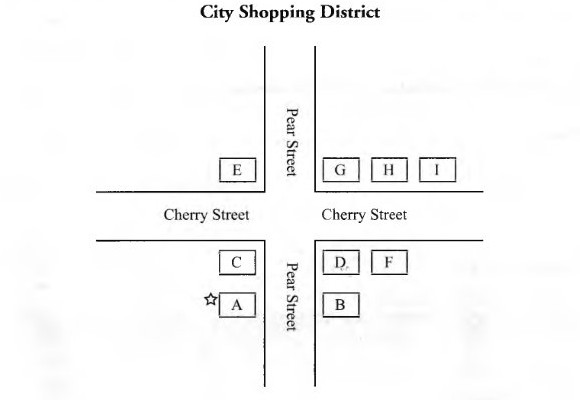 City Shopping District
Pear Street
E
G H I
Cherry Street Cherry Street
C
D F
Pear Street
A
B